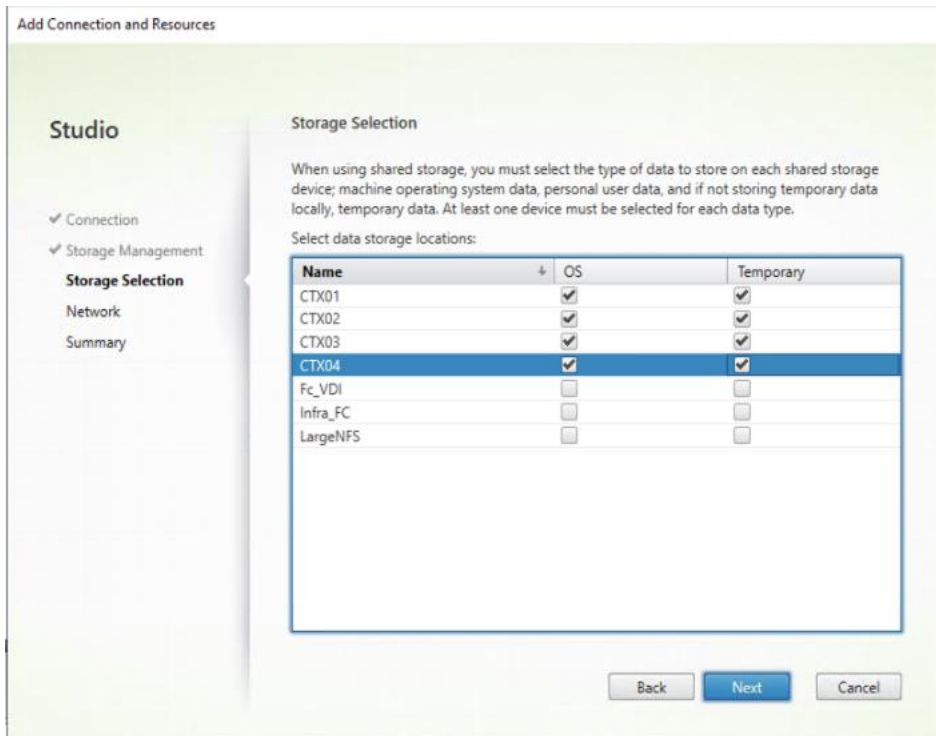 Add Connection and Resources
Studio
Connection
Storage Management
Storage Selection
Network
Summary
Storage Selection
When using shared storage, you must select the type of data to store on each shared storage
device; machine operating system data, personal user data, and if not storing temporary data
locally, temporary data. At least one device must be selected for each data type.
Select data storage locations:
Name OS Temporary
CTX01
CTX02
CTX03
CTX04
Fc_VDI
Infra_FC
LargeNFS
Back Next Cancel